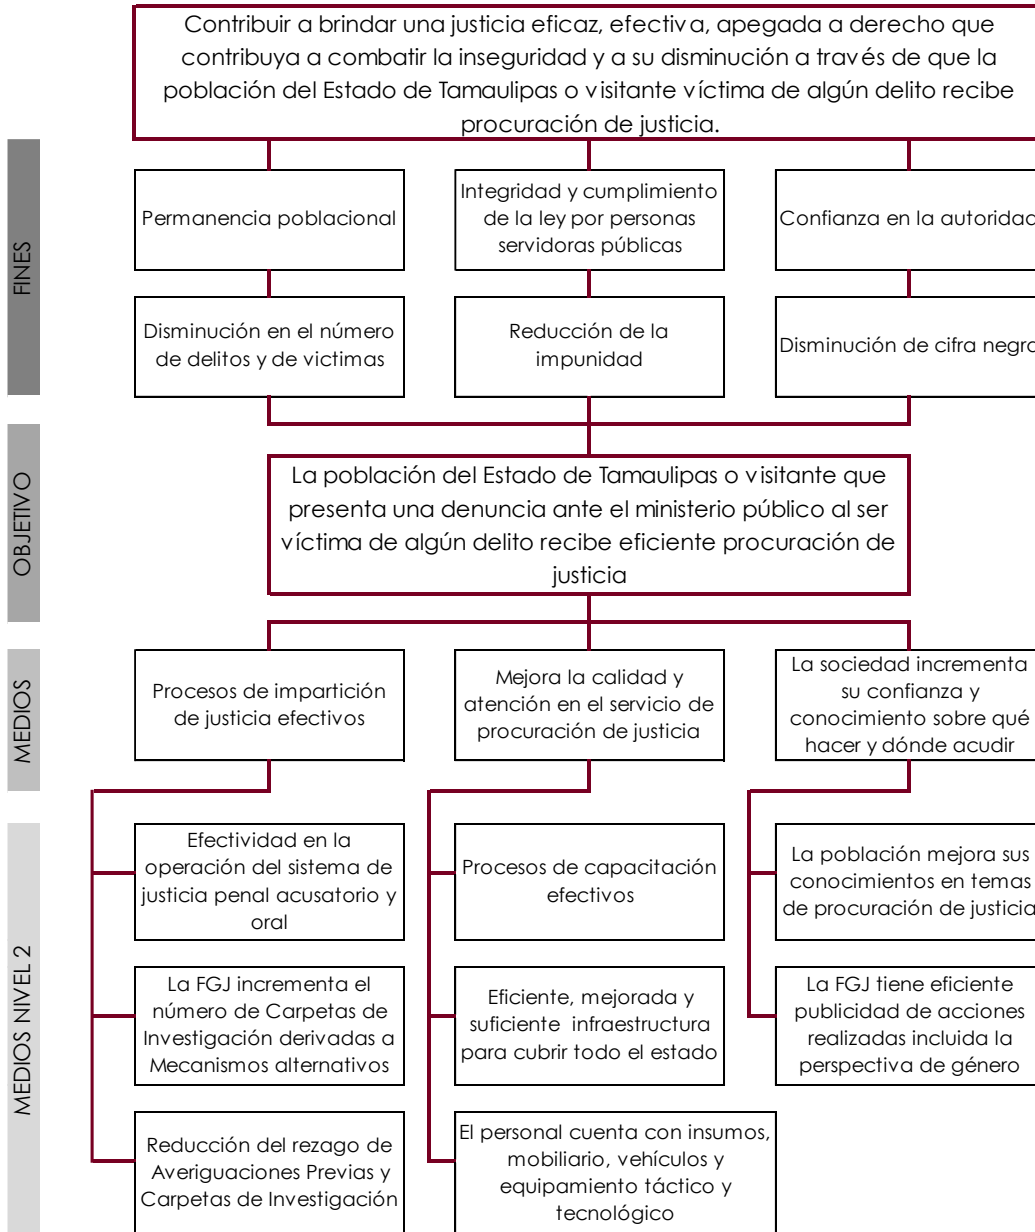 Contribuir a brindar una justicia eficaz, efectiva, apegada a derecho que
contribuya a combatir la inseguridad y a su disminución a través de que la
población del Estado de Tamaulipas o visitante víctima de algún delito recibe
procuración de justicia.
FINES
Permanencia poblacional
Integridad y cumplimiento
de la ley por personas
servidoras públicas
Confianza en la autoridad
Disminución en el número
de delitos y de victimas
Reducción de la
impunidad
Disminución de cifra negra
OBJETIVO
La población del Estado de Tamaulipas o visitante que
presenta una denuncia ante el ministerio público al ser
víctima de algún delito recibe eficiente procuración de
justicia
MEDIOS
Procesos de impartición
de justicia efectivos
Mejora la calidad y
atención en el servicio de
procuración de justicia
La sociedad incrementa
su confianza y
conocimiento sobre qué
hacer y dónde acudir
MEDIOS NIVEL 2
Efectividad en la
operación del sistema de
justicia penal acusatorio y
oral
Procesos de capacitación
efectivos
La población mejora sus
conocimientos en temas
de procuración de justicia
La FGJ incrementa el
número de Carpetas de
Investigación derivadas a
Mecanismos alternativos
Eficiente, mejorada y
suficiente infraestructura
para cubrir todo el estado
La FGJ tiene eficiente
publicidad de acciones
realizadas incluida la
perspectiva de género
Reducción del rezago de
Averiguaciones Previas y
Carpetas de Investigación
El personal cuenta con insumos,
mobiliario, vehículos y
equipamiento táctico y
tecnológico